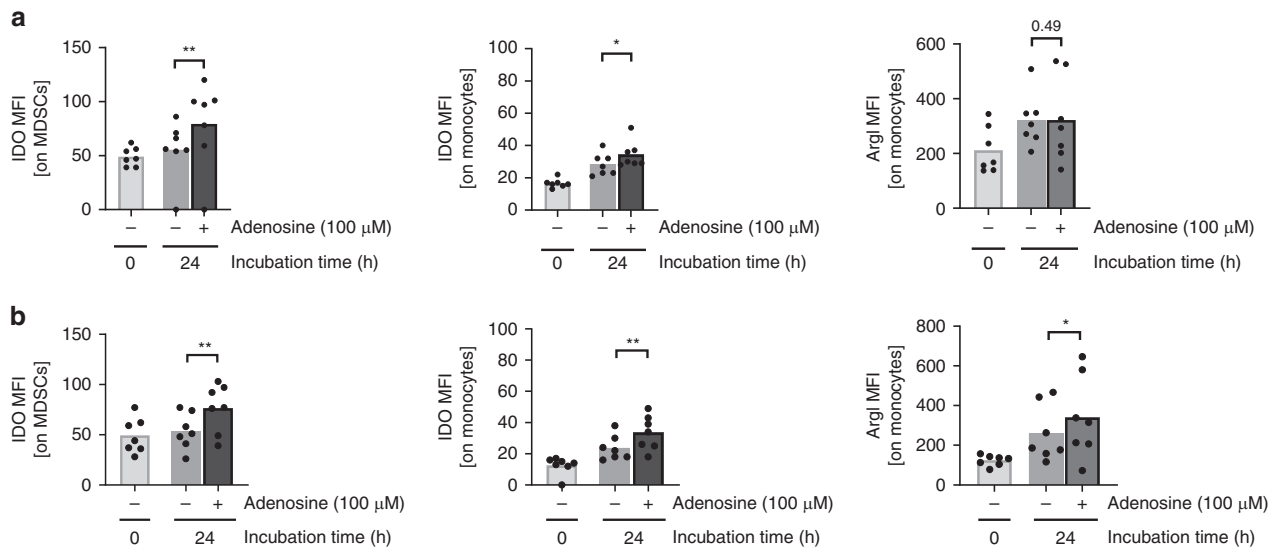 a
IDO MFI
[on MDSCs]
150
100
50
0
**
− − + Adenosine (100 μM)
0 24 Incubation time (h)
IDO MFI
[on monocytes]
100
80
60
40
20
0
*
− − + Adenosine (100 μM)
0 24 Incubation time (h)
ArgI MFI
[on monocytes]
600
400
200
0
0.49
− − + Adenosine (100 μM)
0 24 Incubation time (h)
b
IDO MFI
[on MDSCs]
150
100
50
0
**
− − + Adenosine (100 μM)
0 24 Incubation time (h)
IDO MFI
[on monocytes]
100
80
60
40
20
0
**
− − + Adenosine (100 μM)
0 24 Incubation time (h)
ArgI MFI
[on monocytes]
800
600
400
200
0
*
− − + Adenosine (100 μM)
0 24 Incubation time (h)